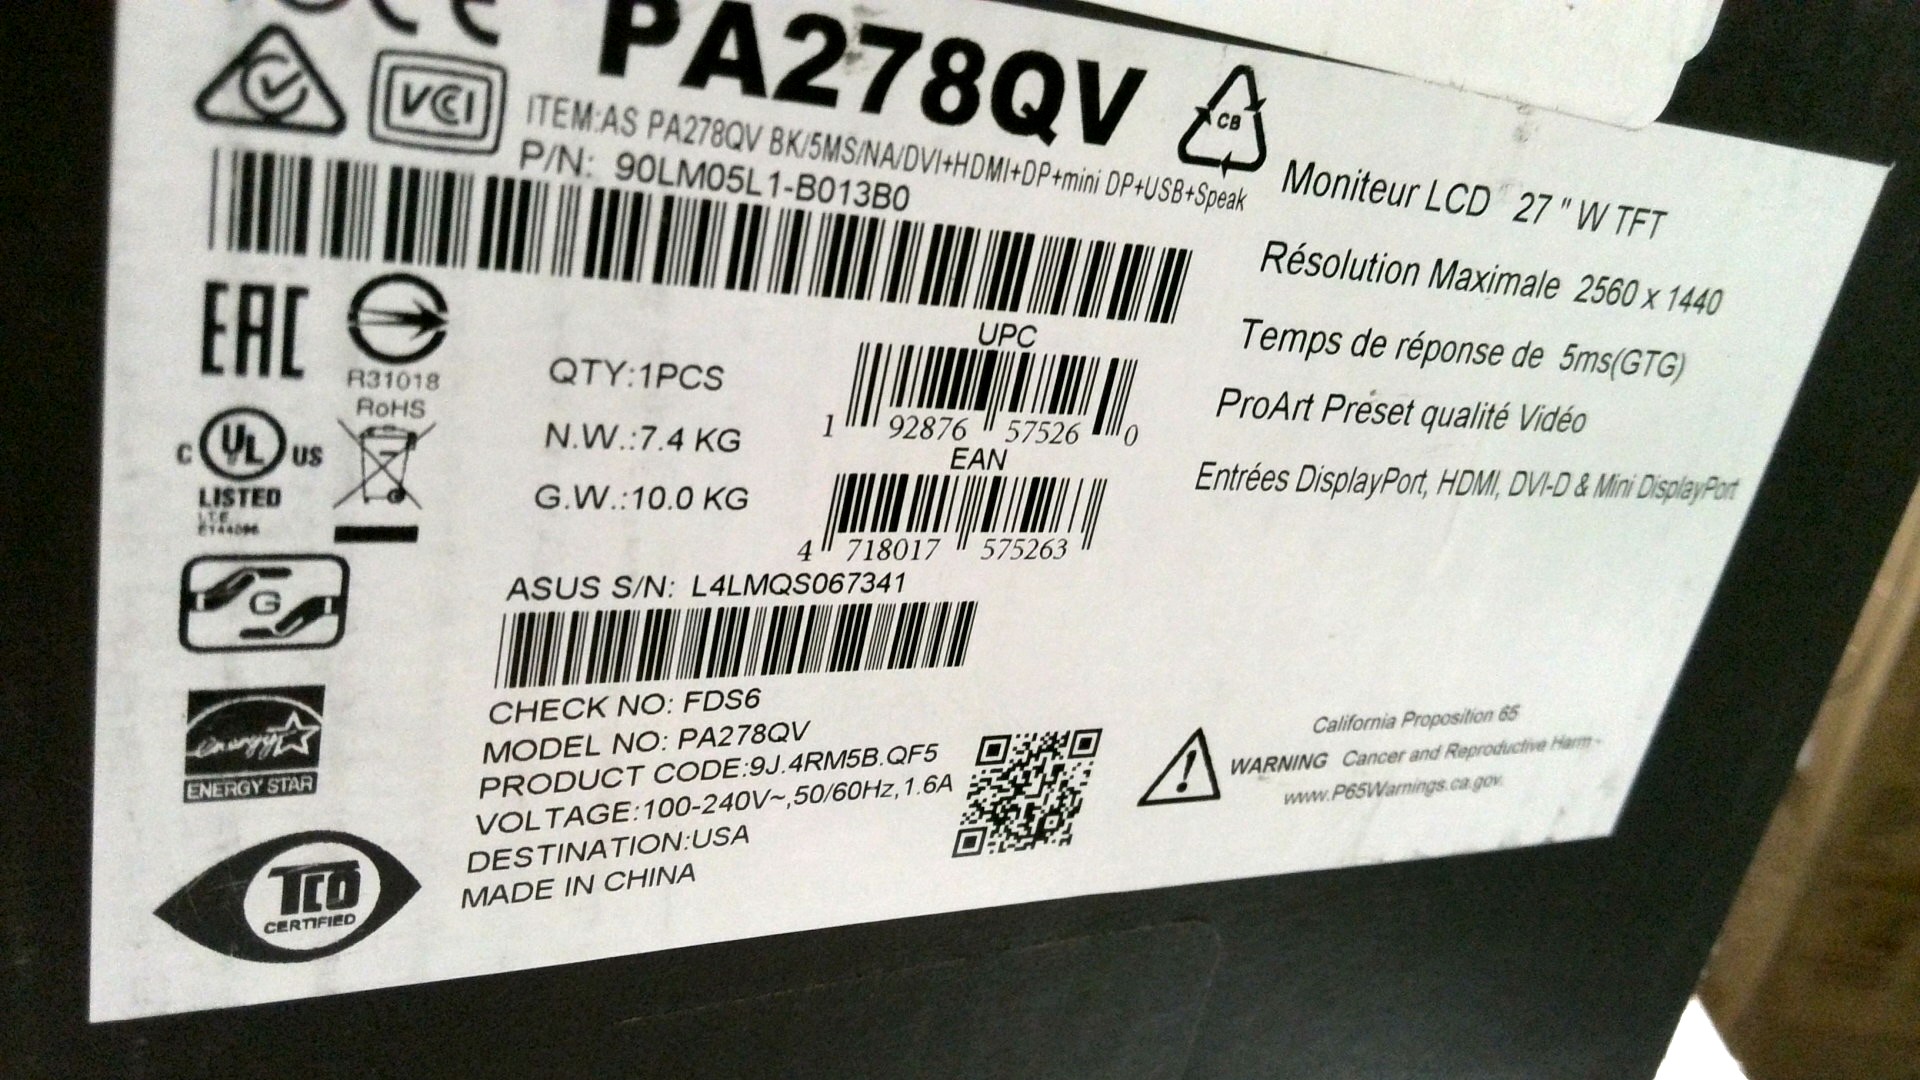 PA278QV
CB
VCCI
ITEM:AS PA278QV BK/5MS/NA/DVI+HDMI+DP+mini DP+USB+Speak
P/N: 90LM05L1-B013B0
Moniteur LCD 27 " W TFT
Résolution Maximale 2560 x 1440
Temps de réponse de 5ms(GTG)
ProArt Preset qualité Vidéo
Entrées DisplayPort, HDMI, DVI-D & Mini DisplayPort
EAC
R31018
RoHS
C UL US
LISTED
I.T.E.
E144096
QTY:1PCS
N.W.:7.4 KG
G.W.:10.0 KG
UPC
1 92876 57526 0
EAN
4 718017 575263
G
ASUS S/N: L4LMQS067341
CHECK NO: FDS6
MODEL NO: PA278QV
PRODUCT CODE:9J.4RM5B.QF5
VOLTAGE:100-240V~,50/60Hz,1.6A
DESTINATION:USA
MADE IN CHINA
energy
ENERGY STAR
TCO
CERTIFIED
California Proposition 65
WARNING Cancer and Reproductive Harm -
www.P65Warnings.ca.gov.